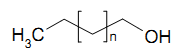 H₃C [ ]n OH